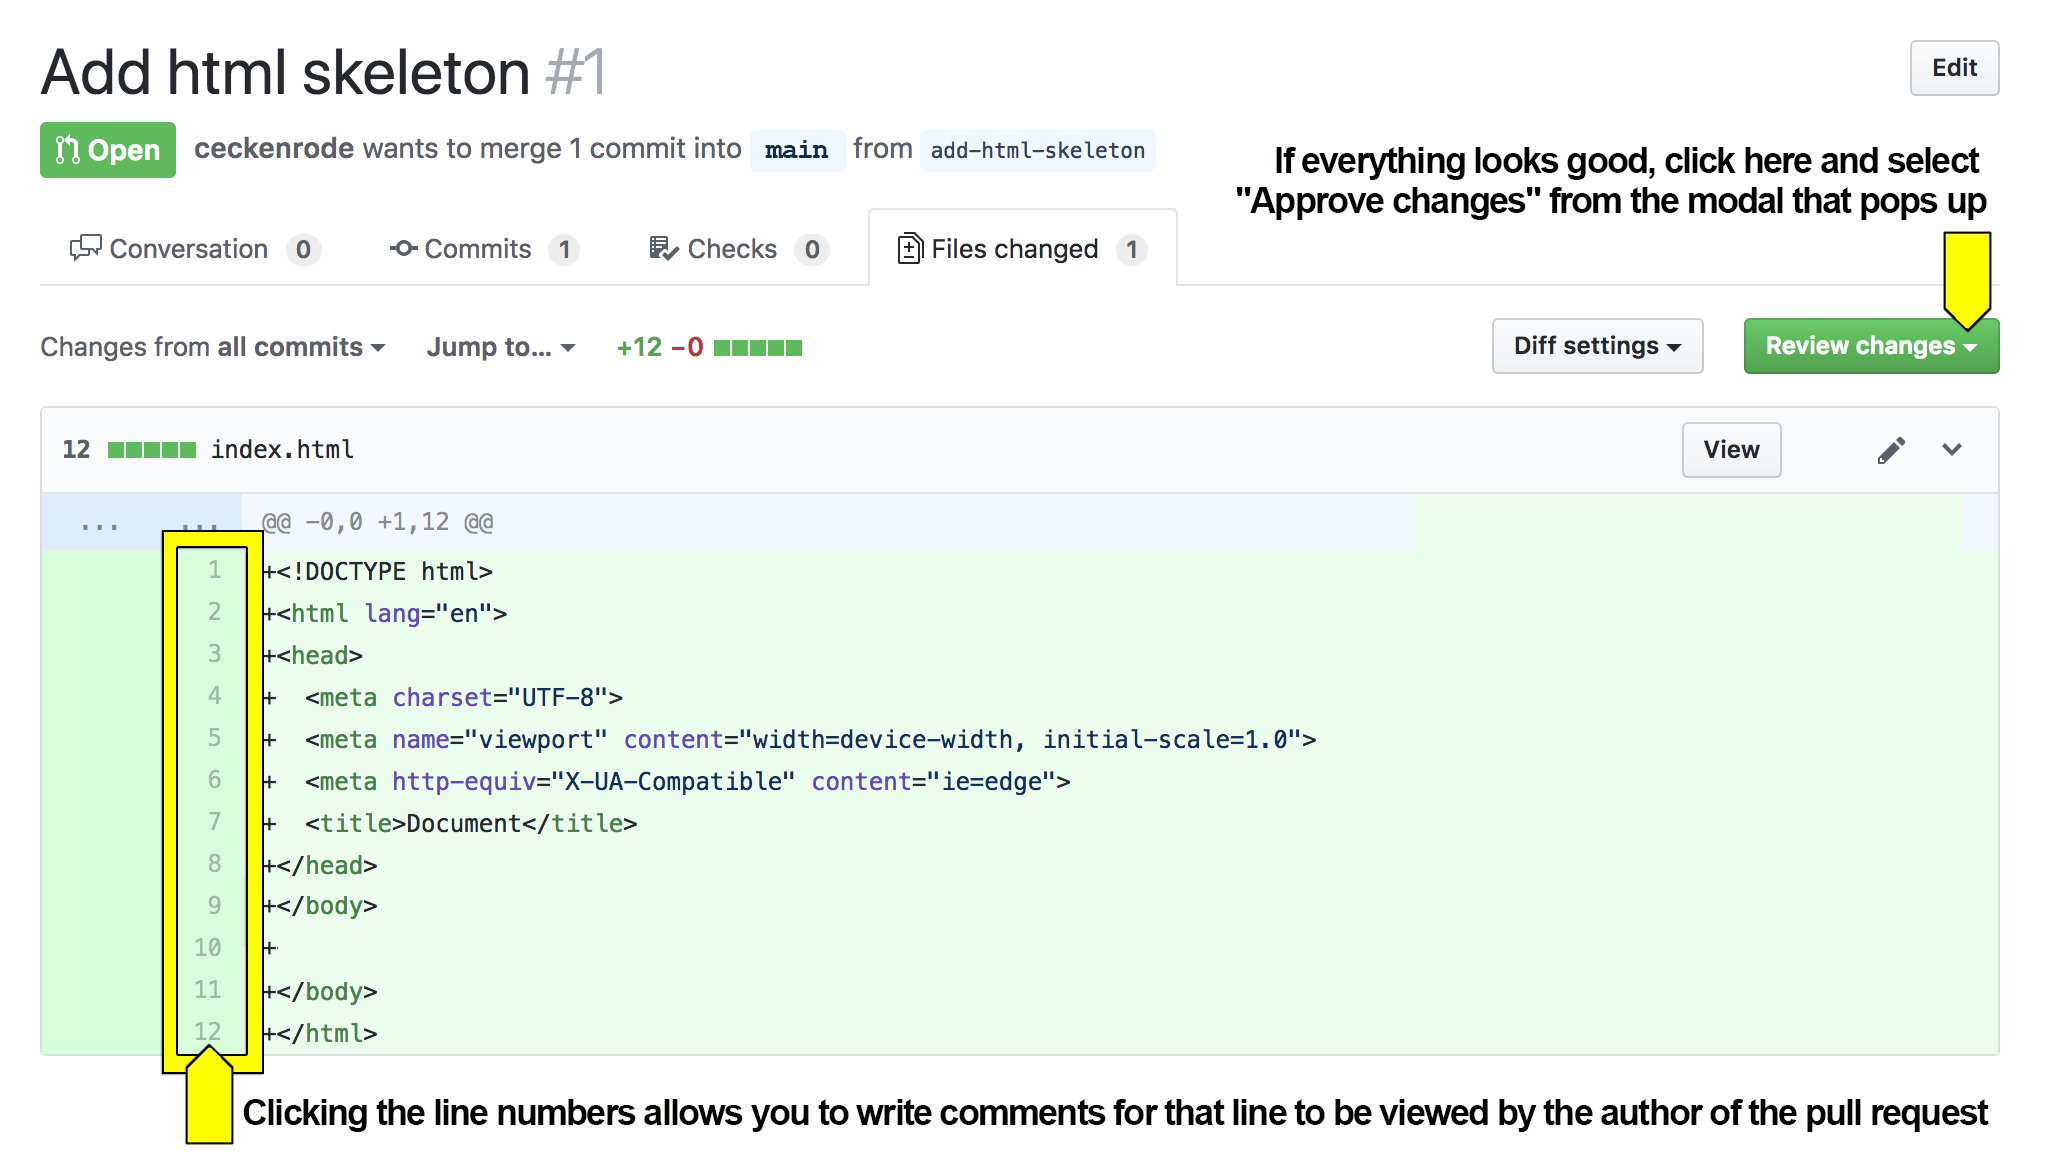 Add html skeleton #1
Edit
Open ceckenrode wants to merge 1 commit into main from add-html-skeleton
If everything looks good, click here and select
"Approve changes" from the modal that pops up
Conversation 0 Commits 1 Checks 0 Files changed 1
Changes from all commits Jump to... +12 −0 Diff settings Review changes
12 index.html View
... ... @@ -0,0 +1,12 @@
1 +<!DOCTYPE html>
2 +<html lang="en">
3 +<head>
4 +  <meta charset="UTF-8">
5 +  <meta name="viewport" content="width=device-width, initial-scale=1.0">
6 +  <meta http-equiv="X-UA-Compatible" content="ie=edge">
7 +  <title>Document</title>
8 +</head>
9 +</body>
10 +
11 +</body>
12 +</html>
Clicking the line numbers allows you to write comments for that line to be viewed by the author of the pull request